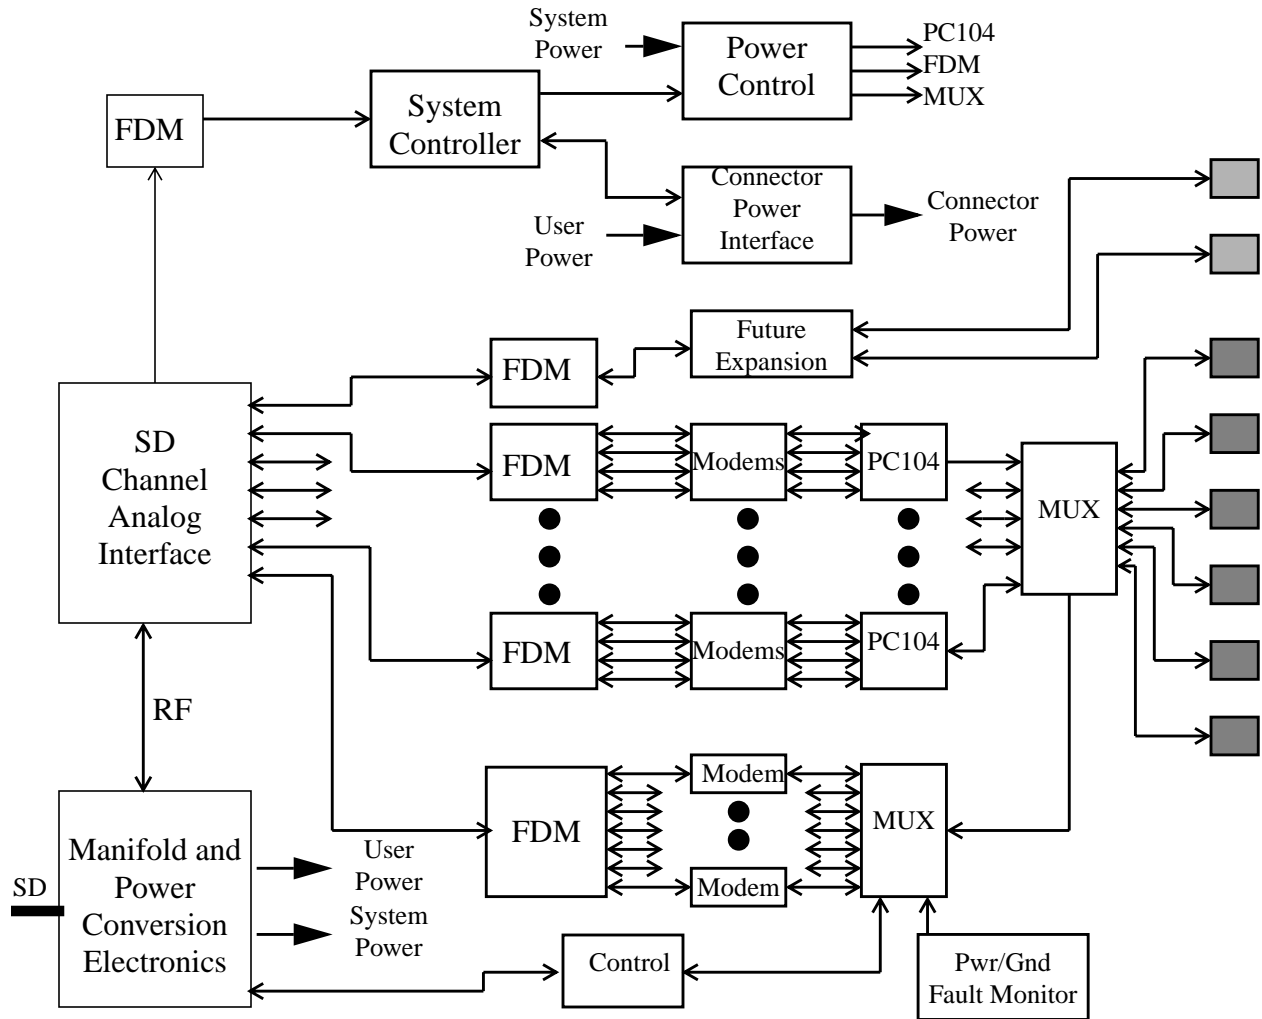 System
Power
Power
Control
PC104
FDM
MUX
FDM
System
Controller
Connector
Power
Interface
User
Power
Connector
Power
Future
Expansion
FDM
SD
Channel
Analog
Interface
FDM
Modems
PC104
MUX
FDM
Modems
PC104
RF
Modem
FDM
MUX
Modem
Manifold and
Power
Conversion
Electronics
SD
User
Power
System
Power
Control
Pwr/Gnd
Fault Monitor